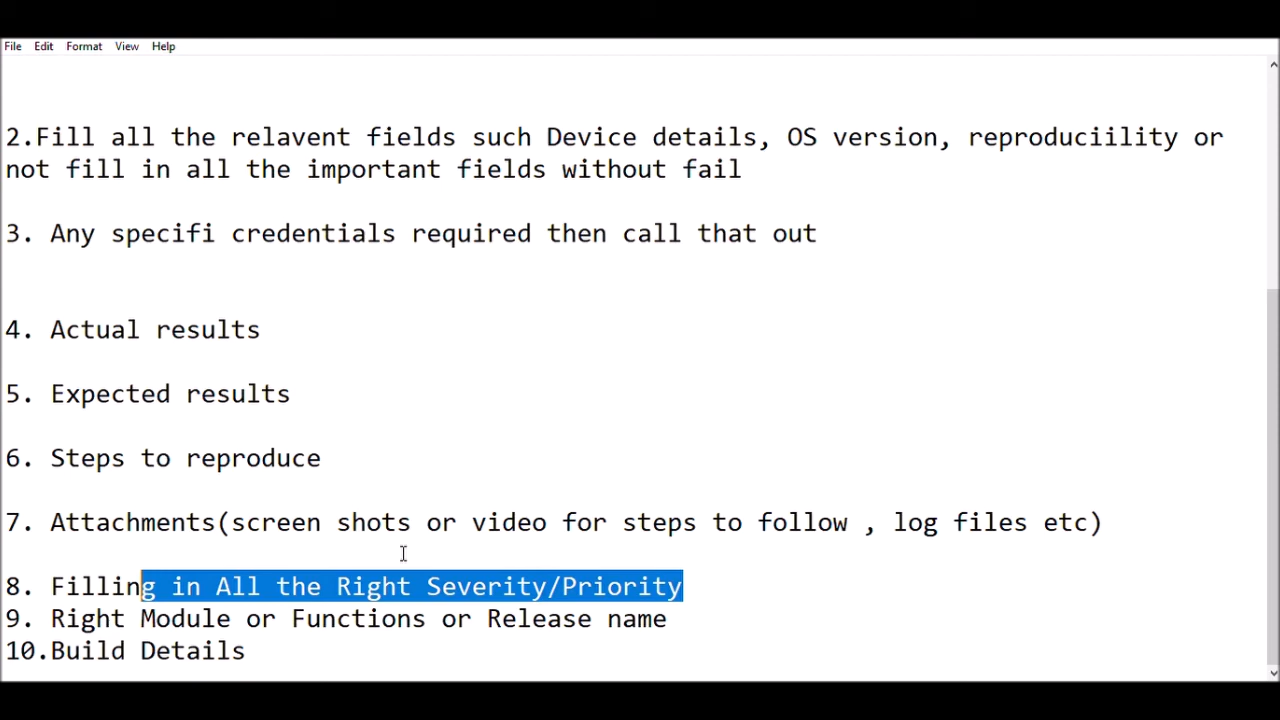 File Edit Format View Help
2.Fill all the relavent fields such Device details, OS version, reproduciility or
not fill in all the important fields without fail
3. Any specifi credentials required then call that out
4. Actual results
5. Expected results
6. Steps to reproduce
7. Attachments(screen shots or video for steps to follow , log files etc)
8. Filling in All the Right Severity/Priority
9. Right Module or Functions or Release name
10.Build Details